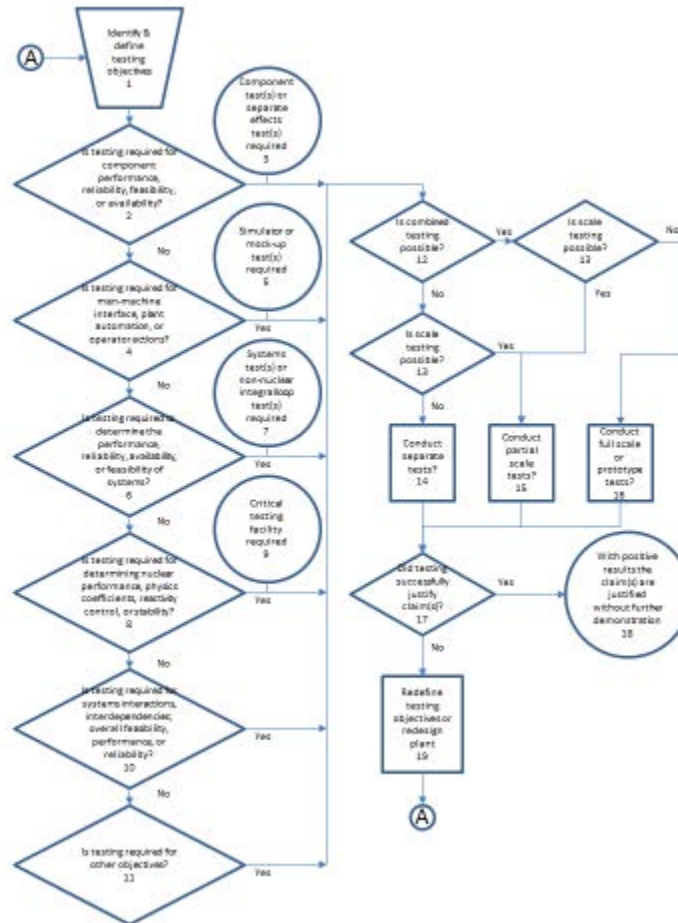 A
Identify &
define
testing
objectives
1
Component
test(s) or
separate
effects
test(s)
required
3
Is testing required for
component
performance,
reliability, feasibility,
or availability?
2
Yes
No
Simulator or
mock-up
test(s)
required
5
Is testing required for
man-machine
interface, plant
automation, or
operator actions?
4
Yes
No
Systems
test(s) or
non-nuclear
integral loop
test(s)
required
7
Is testing required to
determine the
performance,
reliability, availability,
or feasibility of
systems?
6
Yes
No
Critical
testing
facility
required
9
Is testing required for
determining nuclear
performance, physics
coefficients, reactivity
control, or stability?
8
Yes
No
Is testing required for
systems interactions,
interdependencies,
overall feasibility,
performance, or
reliability?
10
Yes
No
Is testing required for
other objectives?
11
Yes
Is combined
testing
possible?
12
Yes
No
Is scale
testing
possible?
13
No
Yes
Is scale
testing
possible?
13
Yes
No
Conduct
separate
tests?
14
Conduct
partial
scale
tests?
15
Conduct
full scale
or
prototype
tests?
16
Did testing
successfully
justify
claim(s)?
17
Yes
No
With positive
results the
claim(s) are
justified
without further
demonstration
18
Redefine
testing
objectives or
redesign
plant
19
A